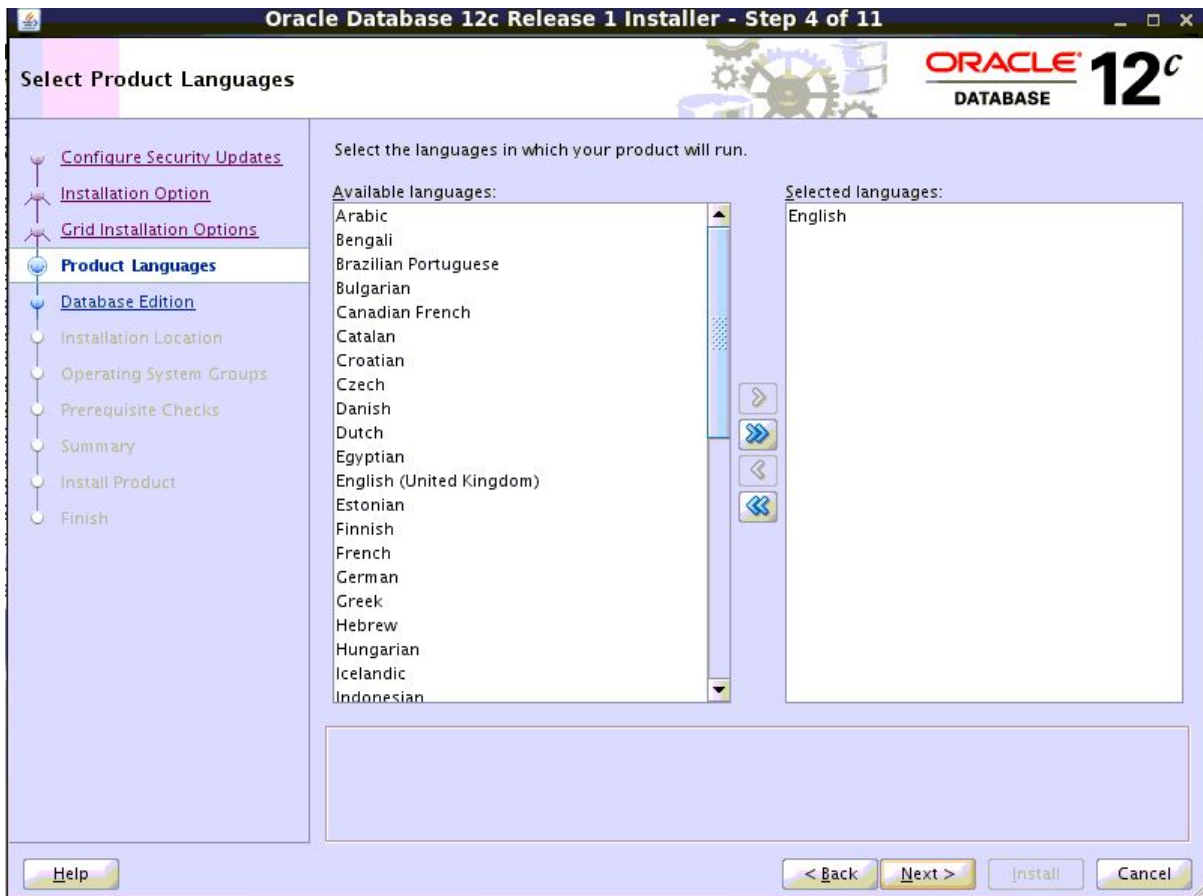 Oracle Database 12c Release 1 Installer - Step 4 of 11
Select Product Languages
ORACLE DATABASE 12c
Configure Security Updates
Installation Option
Grid Installation Options
Product Languages
Database Edition
Installation Location
Operating System Groups
Prerequisite Checks
Summary
Install Product
Finish
Select the languages in which your product will run.
Available languages:
Arabic
Bengali
Brazilian Portuguese
Bulgarian
Canadian French
Catalan
Croatian
Czech
Danish
Dutch
Egyptian
English (United Kingdom)
Estonian
Finnish
French
German
Greek
Hebrew
Hungarian
Icelandic
Indonesian
Selected languages:
English
Help
< Back
Next >
Install
Cancel